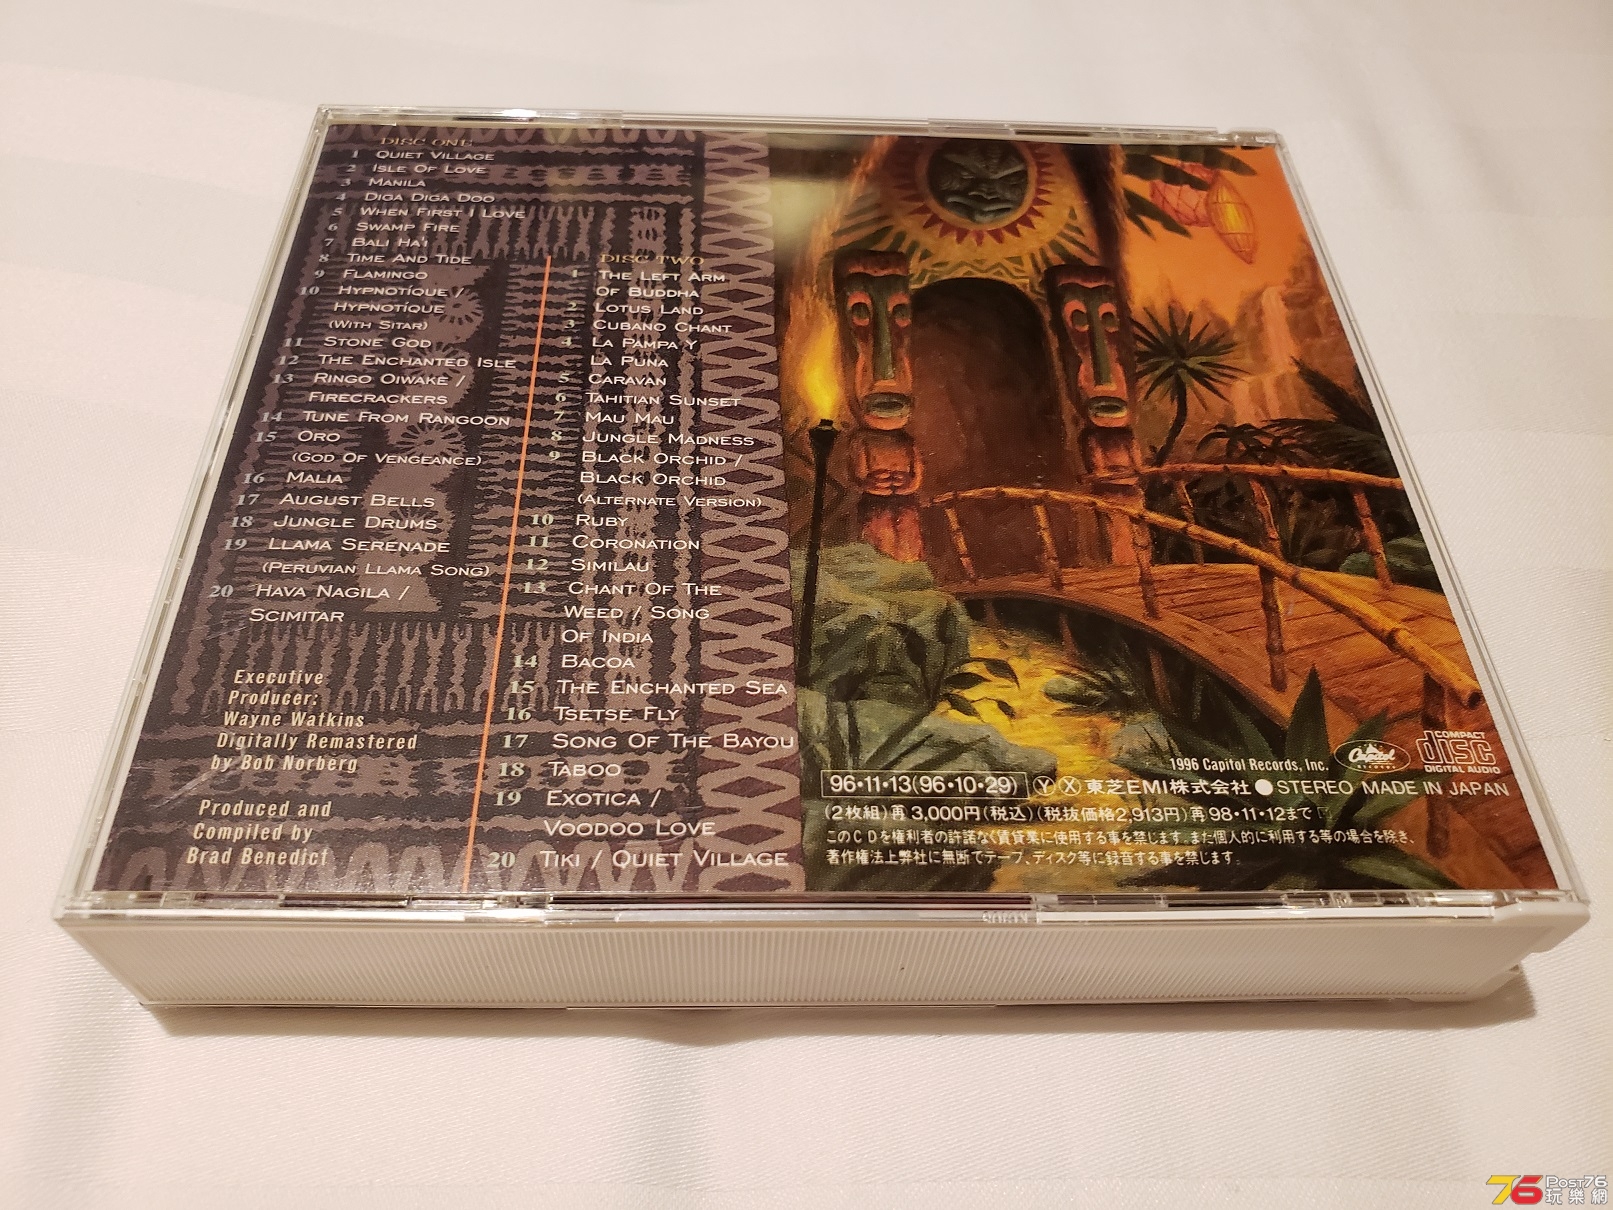 DISC ONE
1 QUIET VILLAGE
2 ISLE OF LOVE
3 MANILA
4 DIGA DIGA DOO
5 WHEN FIRST I LOVE
6 SWAMP FIRE
7 BALI HA'I
8 TIME AND TIDE
9 FLAMINGO
10 HYPNOTÍQUE /
HYPNOTÍQUE
(WITH SITAR)
11 STONE GOD
12 THE ENCHANTED ISLE
13 RINGO OIWAKE /
FIRECRACKERS
14 TUNE FROM RANGOON
15 ORO
(GOD OF VENGEANCE)
16 MALIA
17 AUGUST BELLS
18 JUNGLE DRUMS
19 LLAMA SERENADE
(PERUVIAN LLAMA SONG)
20 HAVA NAGILA /
SCIMITAR
Executive
Producer:
Wayne Watkins
Digitally Remastered
by Bob Norberg
Produced and
Compiled by
Brad Benedict
DISC TWO
1 THE LEFT ARM
OF BUDDHA
2 LOTUS LAND
3 CUBANO CHANT
4 LA PAMPA Y
LA PUNA
5 CARAVAN
6 TAHITIAN SUNSET
7 MAU MAU
8 JUNGLE MADNESS
9 BLACK ORCHID /
BLACK ORCHID
(ALTERNATE VERSION)
10 RUBY
11 CORONATION
12 SIMILAU
13 CHANT OF THE
WEED / SONG
OF INDIA
14 BACOA
15 THE ENCHANTED SEA
16 TSETSE FLY
17 SONG OF THE BAYOU
18 TABOO
19 EXOTICA /
VOODOO LOVE
20 TIKI / QUIET VILLAGE
1996 Capitol Records, Inc. Capitol RECORDS COMPACT disc DIGITAL AUDIO
96・11・13(96・10・29) Ⓨ Ⓧ 東芝EMI株式会社 ●STEREO MADE IN JAPAN
(2枚組)再3,000円(税込)(税抜価格2,913円)再98・11・12まで
このCDを権利者の許諾なく賃貸業に使用する事を禁じます。また個人的に利用する等の場合を除き、
著作権法上弊社に無断でテープ、ディスク等に録音する事を禁じます。
76 Post76
玩樂網